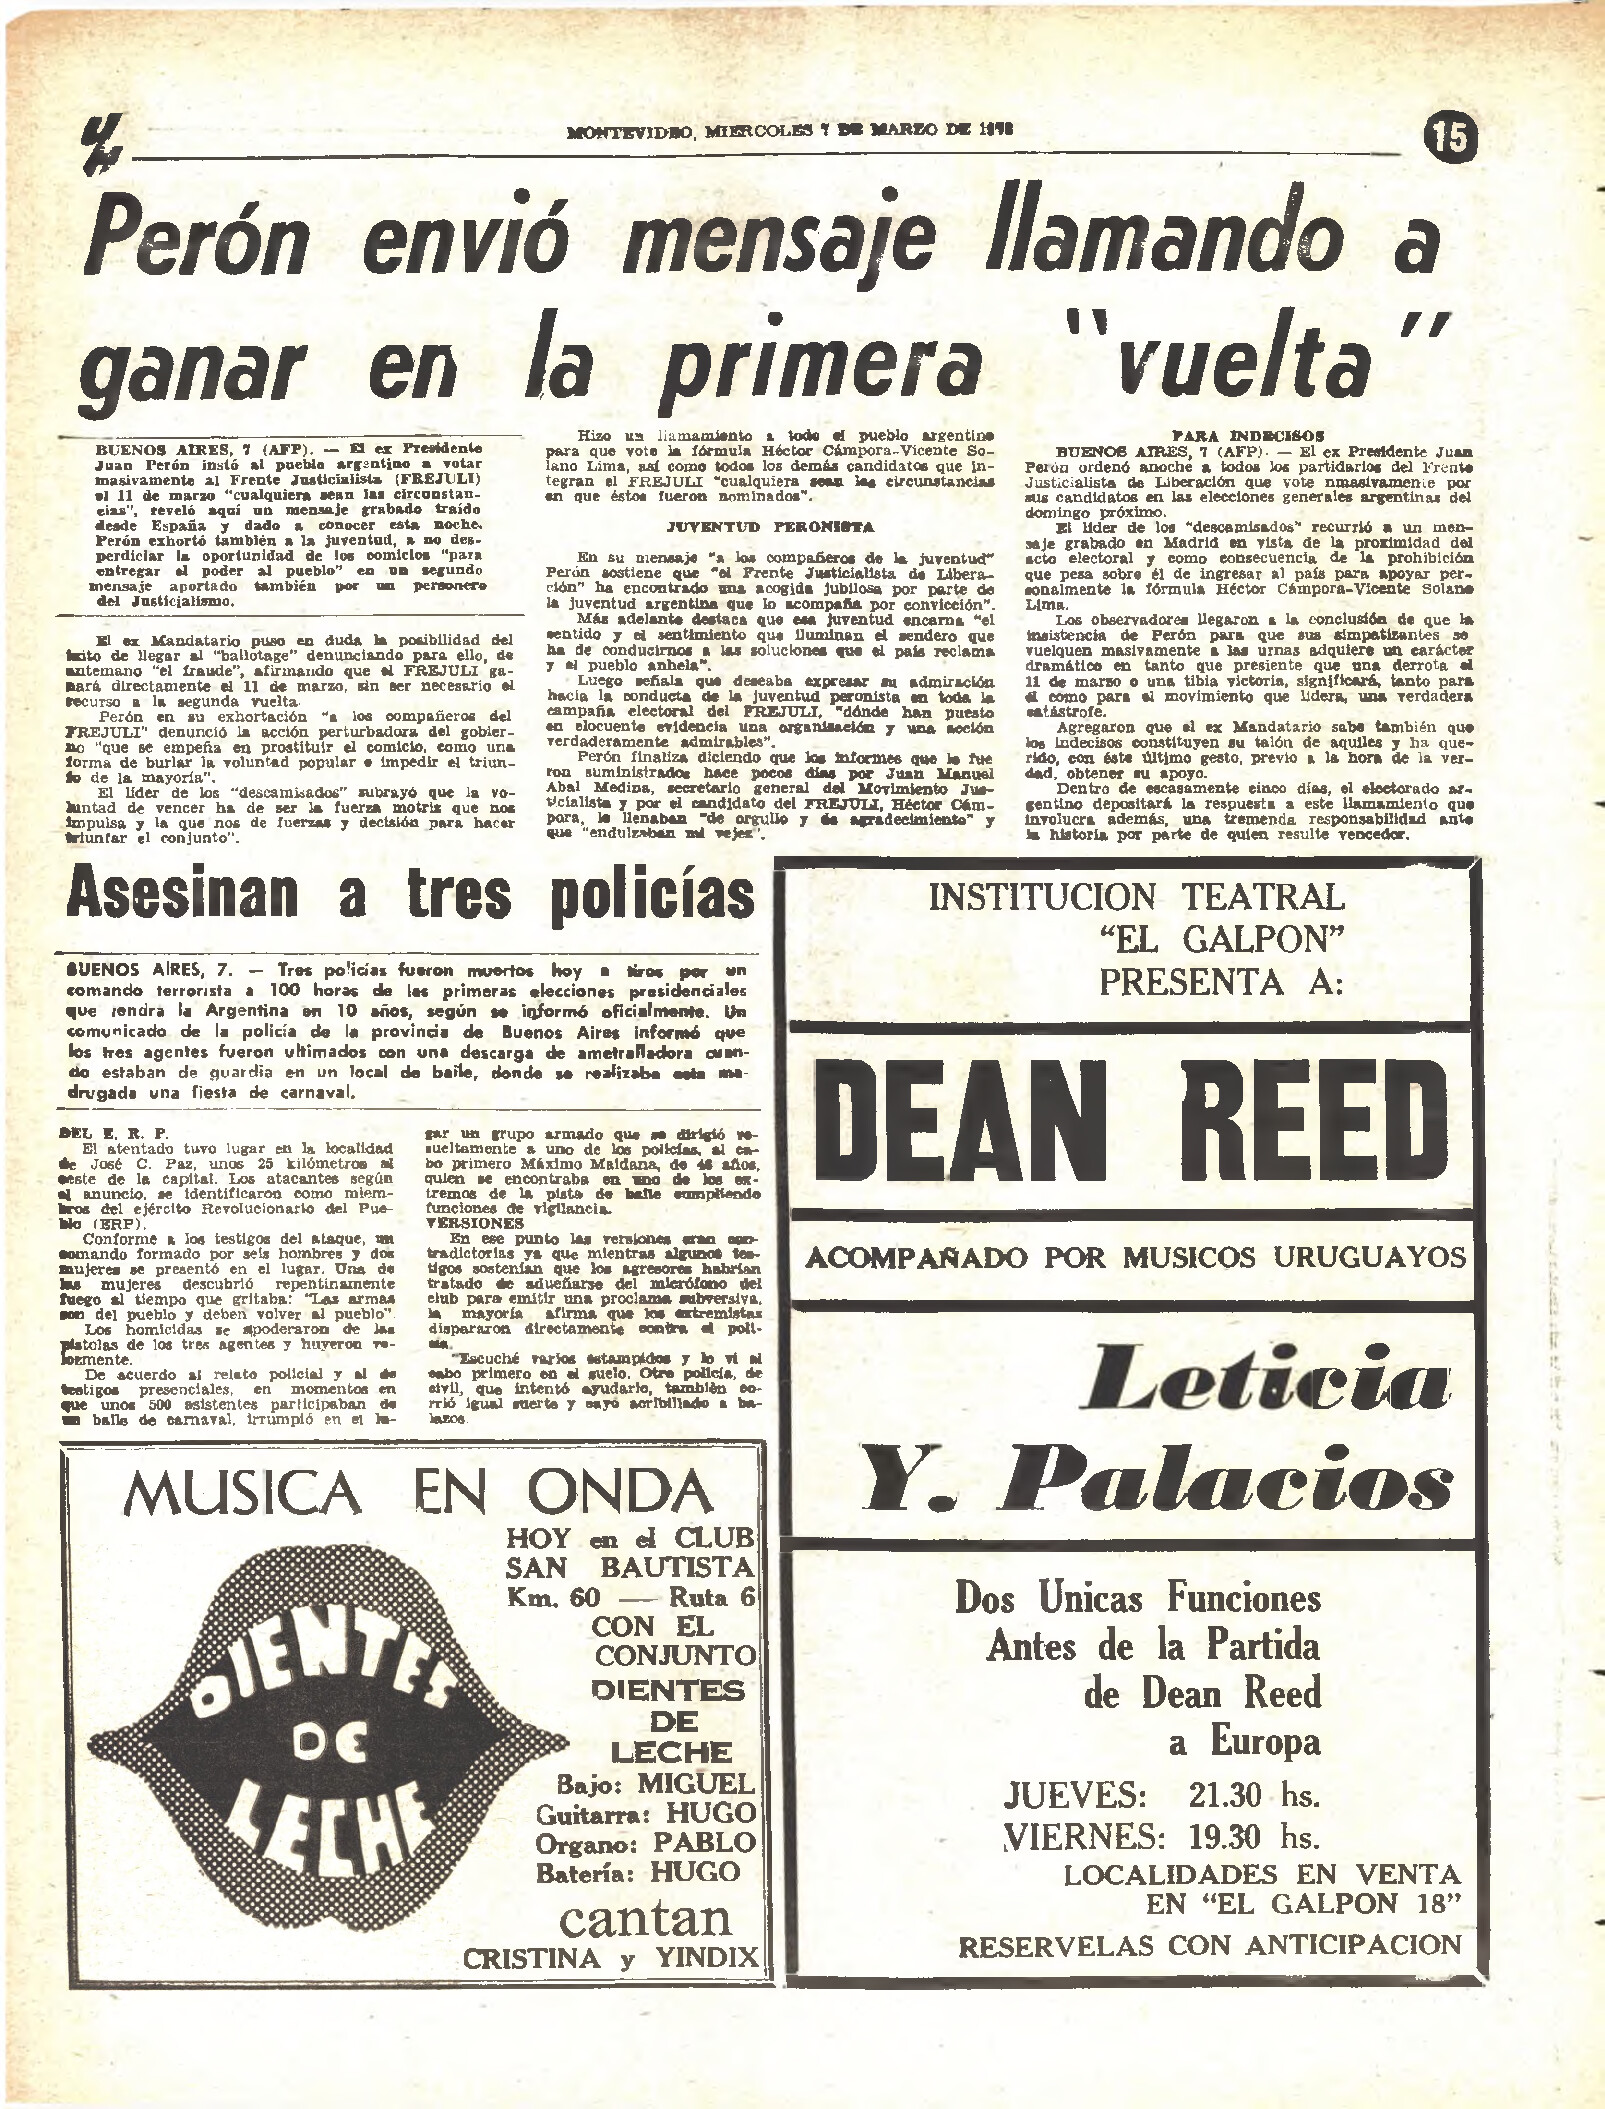 MONTEVIDEO, MIERCOLES 7 DE MARZO DE 1973
15
Perón envió mensaje llamando a
ganar en la primera "vuelta"
BUENOS AIRES, 7 (AFP). — El ex Presidente
Juan Perón instó al pueblo argentino a votar
masivamente al Frente Justicialista (FREJULI)
el 11 de marzo "cualquiera sean las circunstan-
cias", reveló aquí un mensaje grabado traído
desde España y dado a conocer esta noche.
Perón exhortó también a la juventud, a no des-
perdiciar la oportunidad de los comicios "para
entregar el poder al pueblo" en un segundo
mensaje aportado también por un personero
del Justicialismo.
El ex Mandatario puso en duda la posibilidad del
éxito de llegar al "ballotage" denunciando para ello, de
antemano "el fraude", afirmando que el FREJULI ga-
nará directamente el 11 de marzo, sin ser necesario el
recurso a la segunda vuelta.
Perón en su exhortación "a los compañeros del
FREJULI" denunció la acción perturbadora del gobier-
no "que se empeña en prostituir el comicio, como una
forma de burlar la voluntad popular e impedir el triun-
fo de la mayoría".
El líder de los "descamisados" subrayó que la vo-
luntad de vencer ha de ser la fuerza motriz que nos
impulsa y la que nos de fuerzas y decisión para hacer
triunfar el conjunto".
Hizo un llamamiento a todo el pueblo argentino
para que vote la fórmula Héctor Cámpora-Vicente So-
lano Lima, así como todos los demás candidatos que in-
tegran el FREJULI "cualquiera sean las circunstancias
en que éstos fueron nominados".
JUVENTUD PERONISTA
En su mensaje "a los compañeros de la juventud"
Perón sostiene que "el Frente Justicialista de Libera-
ción" ha encontrado una acogida jubilosa por parte de
la juventud argentina que lo acompaña por convicción".
Más adelante destaca que esa juventud encarna "el
sentido y el sentimiento que iluminan el sendero que
ha de conducirnos a las soluciones que el país reclama
y el pueblo anhela".
Luego señala que deseaba expresar su admiración
hacia la conducta de la juventud peronista en toda la
campaña electoral del FREJULI, "dónde han puesto
en elocuente evidencia una organización y una acción
verdaderamente admirables".
Perón finaliza diciendo que los informes que le fue
ron suministrados hace pocos días por Juan Manuel
Abal Medina, secretario general del Movimiento Jus-
ticialista y por el candidato del FREJULI, Héctor Cám-
pora, le llenaban "de orgullo y de agradecimiento" y
que "endulzaban mi vejez".
PARA INDECISOS
BUENOS AIRES, 7 (AFP). — El ex Presidente Juan
Perón ordenó anoche a todos los partidarios del Frente
Justicialista de Liberación que vote nmasivamente por
sus candidatos en las elecciones generales argentinas del
domingo próximo.
El líder de los "descamisados" recurrió a un men-
saje grabado en Madrid en vista de la proximidad del
acto electoral y como consecuencia de la prohibición
que pesa sobre él de ingresar al país para apoyar per-
sonalmente la fórmula Héctor Cámpora-Vicente Solano
Lima.
Los observadores llegaron a la conclusión de que la
insistencia de Perón para que sus simpatizantes se
vuelquen masivamente a las urnas adquiere un carácter
dramático en tanto que presiente que una derrota el
11 de marzo o una tibia victoria, significará, tanto para
él como para el movimiento que lidera, una verdadera
catástrofe.
Agregaron que el ex Mandatario sabe también que
los indecisos constituyen su talón de aquiles y ha que-
rido, con éste último gesto, previo a la hora de la ver-
dad, obtener su apoyo.
Dentro de escasamente cinco días, el electorado ar-
gentino depositará la respuesta a este llamamiento que
involucra además, una tremenda responsabilidad ante
la historia por parte de quien resulte vencedor.
Asesinan a tres policías
BUENOS AIRES, 7. — Tres policías fueron muertos hoy a tiros por un
comando terrorista a 100 horas de las primeras elecciones presidenciales
que tendrá la Argentina en 10 años, según se informó oficialmente. Un
comunicado de la policía de la provincia de Buenos Aires informó que
los tres agentes fueron ultimados con una descarga de ametralladora cuan-
do estaban de guardia en un local de baile, donde se realizaba esta ma-
drugada una fiesta de carnaval.
DEL E. R. P.
El atentado tuvo lugar en la localidad
de José C. Paz, unos 25 kilómetros al
oeste de la capital. Los atacantes según
el anuncio, se identificaron como miem-
bros del ejército Revolucionario del Pue-
blo (ERP).
Conforme a los testigos del ataque, un
comando formado por seis hombres y dos
mujeres se presentó en el lugar. Una de
las mujeres descubrió repentinamente
fuego al tiempo que gritaba: "Las armas
son del pueblo y deben volver al pueblo".
Los homicidas se apoderaron de las
pistolas de los tres agentes y huyeron ve-
lozmente.
De acuerdo al relato policial y al de
testigos presenciales, en momentos en
que unos 500 asistentes participaban de
un baile de carnaval, irrumpió en el lu-
gar un grupo armado que se dirigió re-
sueltamente a uno de los policías, al ca-
bo primero Máximo Maidana, de 46 años,
quien se encontraba en uno de los ex-
tremos de la pista de baile cumpliendo
funciones de vigilancia.
VERSIONES
En ese punto las versiones eran con-
tradictorias ya que mientras algunos tes-
tigos sostenían que los agresores habrían
tratado de adueñarse del micrófono del
club para emitir una proclama subversiva,
la mayoría afirma que los extremistas
dispararon directamente contra el poli-
cía.
"Escuché varios estampidos y lo vi al
cabo primero en el suelo. Otro policía, de
civil, que intentó ayudarlo, también co-
rrió igual suerte y cayó acribillado a ba-
lazos.
MUSICA EN ONDA
HOY en el CLUB
SAN BAUTISTA
Km. 60 — Ruta 6
CON EL
CONJUNTO
DIENTES
DE
LECHE
Bajo: MIGUEL
Guitarra: HUGO
Organo: PABLO
Batería: HUGO
cantan
CRISTINA y YINDIX
DIENTES
DE
LECHE
INSTITUCION TEATRAL
"EL GALPON"
PRESENTA A:
DEAN REED
ACOMPAÑADO POR MUSICOS URUGUAYOS
Leticia
Y. Palacios
Dos Unicas Funciones
Antes de la Partida
de Dean Reed
a Europa
JUEVES: 21.30 hs.
VIERNES: 19.30 hs.
LOCALIDADES EN VENTA
EN "EL GALPON 18"
RESERVELAS CON ANTICIPACION